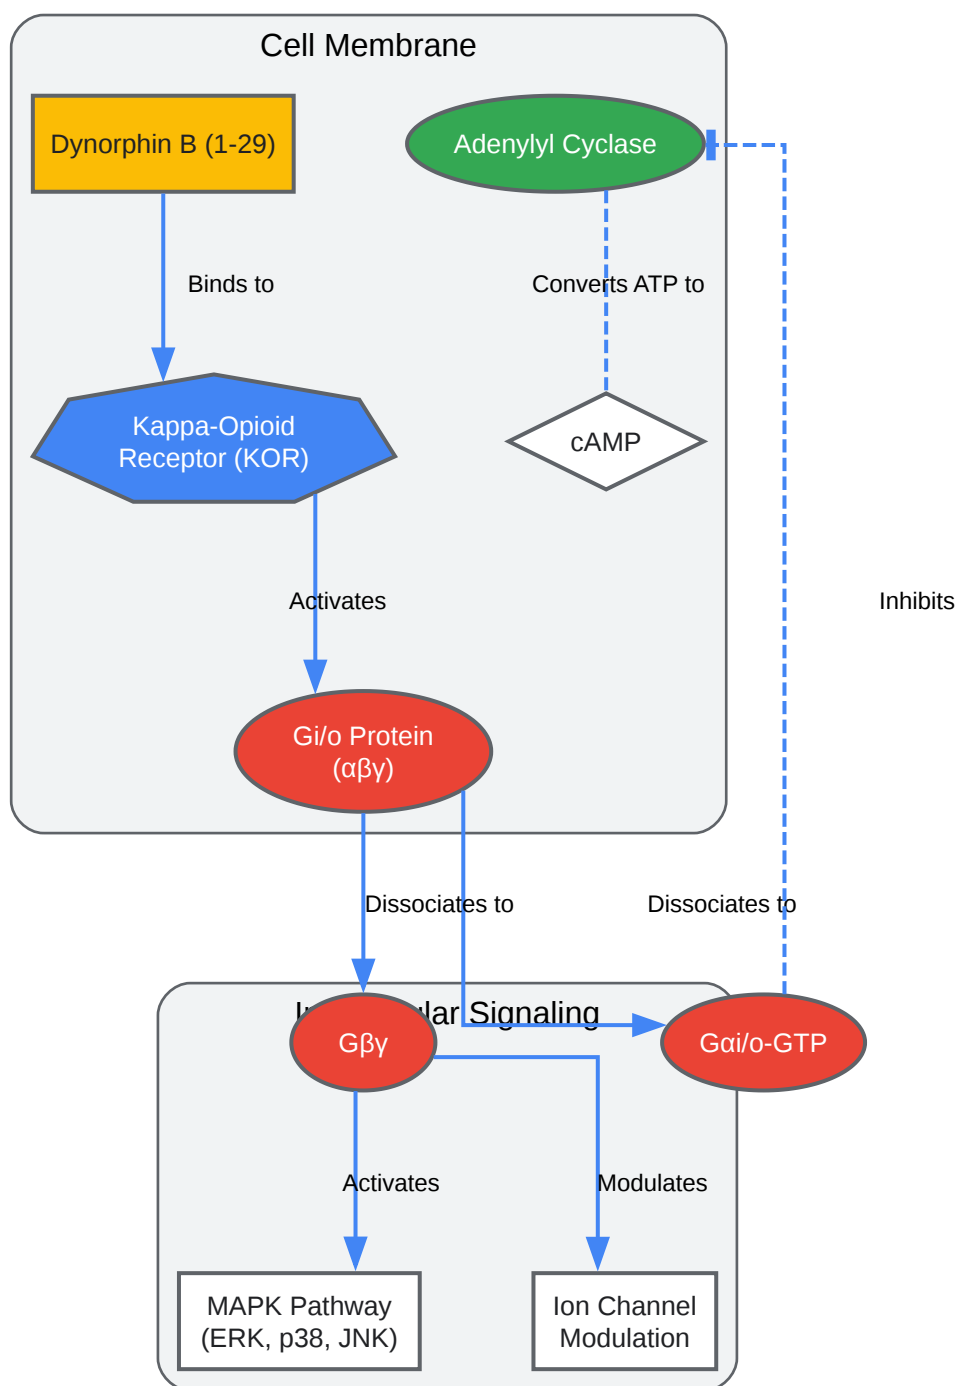 Cell Membrane
Dynorphin B (1-29)
Adenylyl Cyclase
Binds to
Converts ATP to
Kappa-Opioid
Receptor (KOR)
cAMP
Activates
Inhibits
Gi/o Protein
(αβγ)
Dissociates to
Dissociates to
Signaling
Gβγ
Gαi/o-GTP
Activates
Modulates
MAPK Pathway
(ERK, p38, JNK)
Ion Channel
Modulation